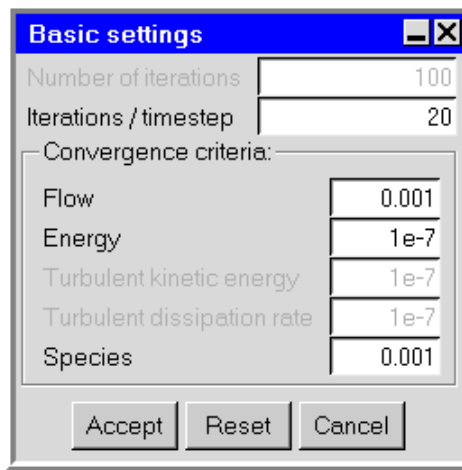 Basic settings
Number of iterations 100
Iterations / timestep 20
Convergence criteria:
Flow 0.001
Energy 1e-7
Turbulent kinetic energy 1e-7
Turbulent dissipation rate 1e-7
Species 0.001
Accept Reset Cancel